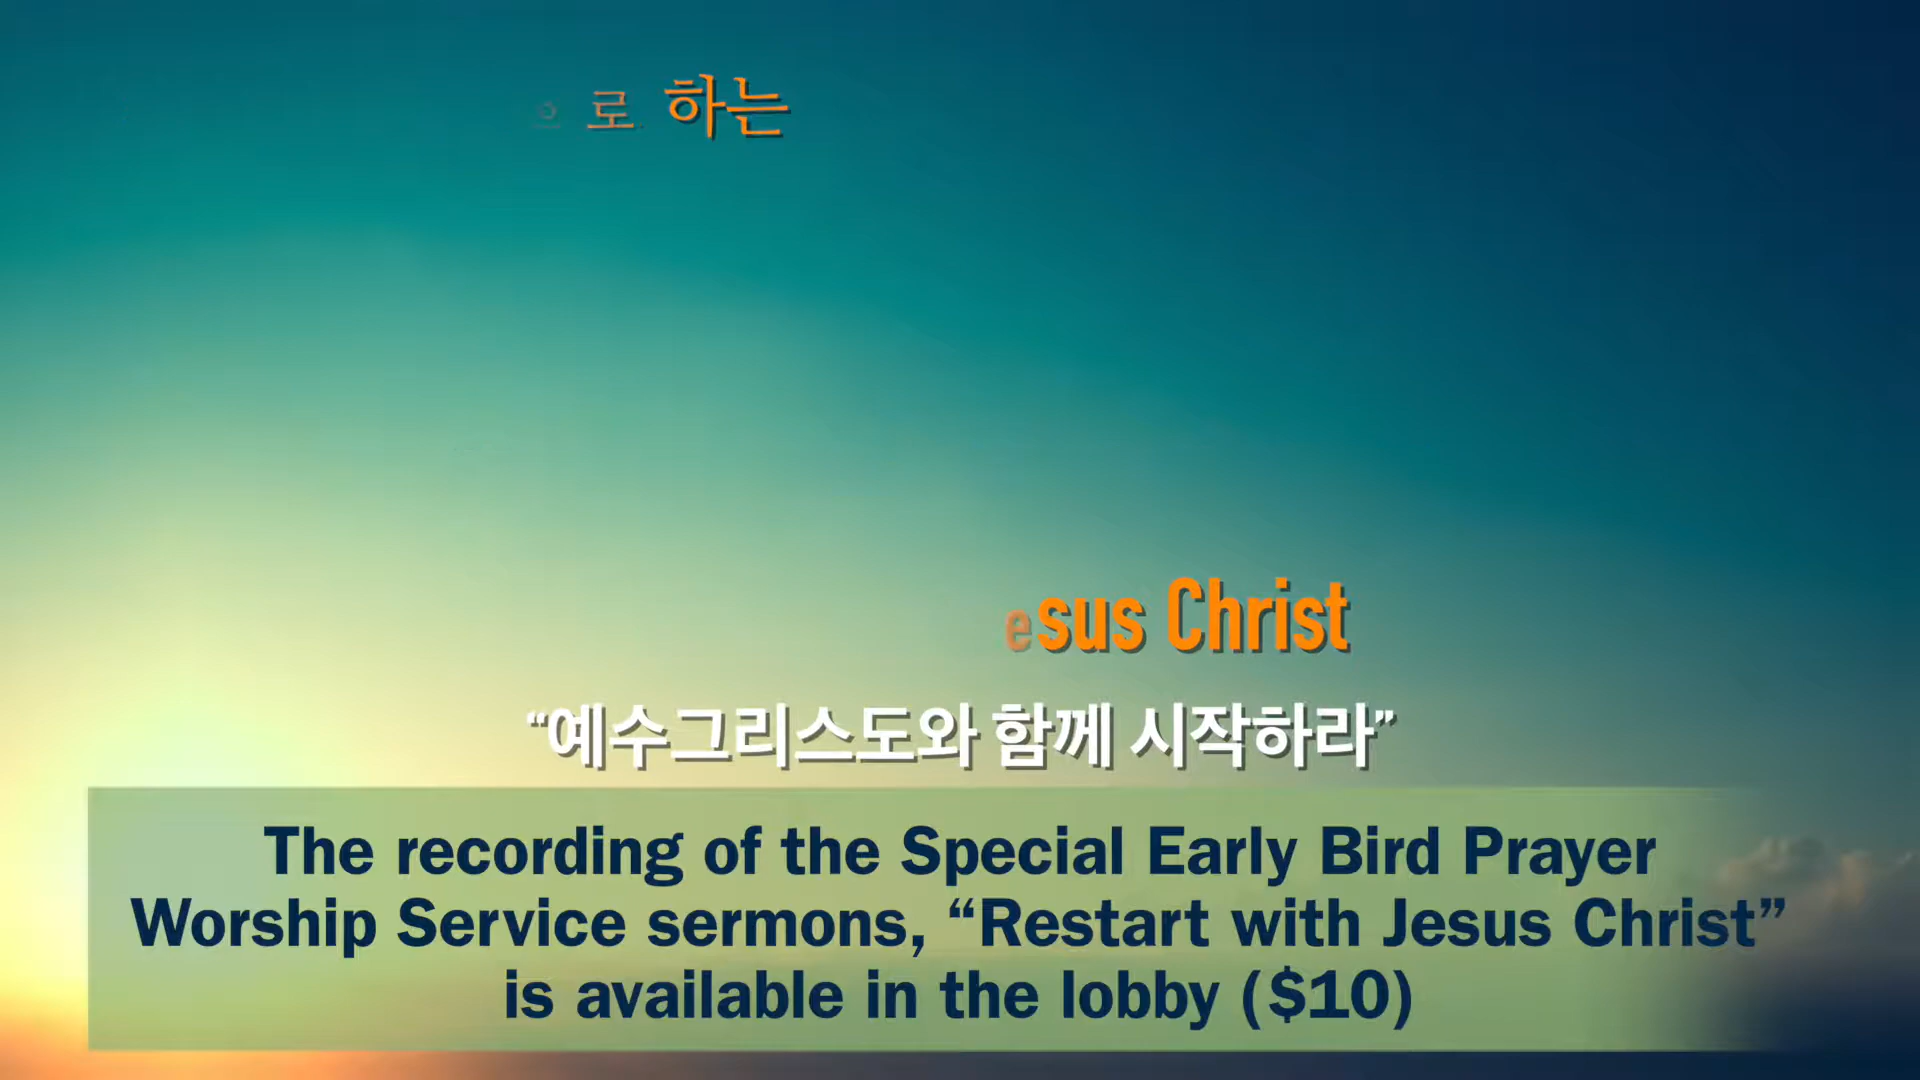 으로 하는
esus Christ
“예수그리스도와 함께 시작하라”
The recording of the Special Early Bird Prayer
Worship Service sermons, “Restart with Jesus Christ”
is available in the lobby ($10)